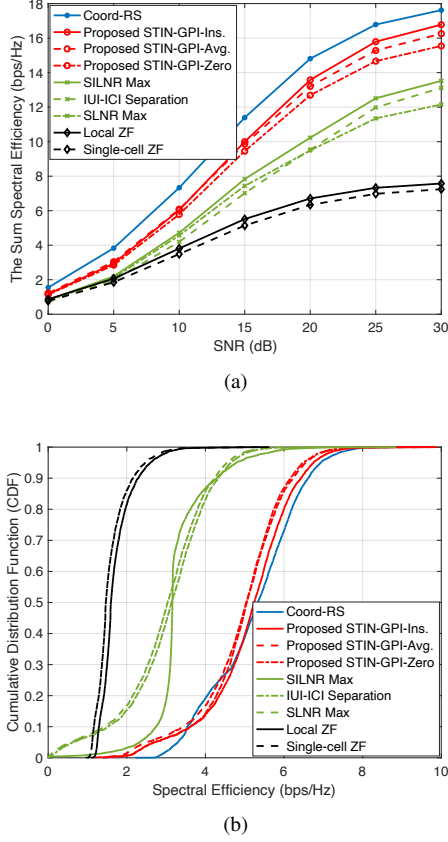 18
16
14
12
10
8
6
4
2
0
The Sum Spectral Efficiency (bps/Hz)
Coord-RS
Proposed STIN-GPI-Ins.
Proposed STIN-GPI-Avg.
Proposed STIN-GPI-Zero
SILNR Max
IUI-ICI Separation
SLNR Max
Local ZF
Single-cell ZF
0 5 10 15 20 25 30
SNR (dB)
(a)
1
0.9
0.8
0.7
0.6
0.5
0.4
0.3
0.2
0.1
0
Cumulative Distribution Function (CDF)
Coord-RS
Proposed STIN-GPI-Ins.
Proposed STIN-GPI-Avg.
Proposed STIN-GPI-Zero
SILNR Max
IUI-ICI Separation
SLNR Max
Local ZF
Single-cell ZF
0 2 4 6 8 10
Spectral Efficiency (bps/Hz)
(b)